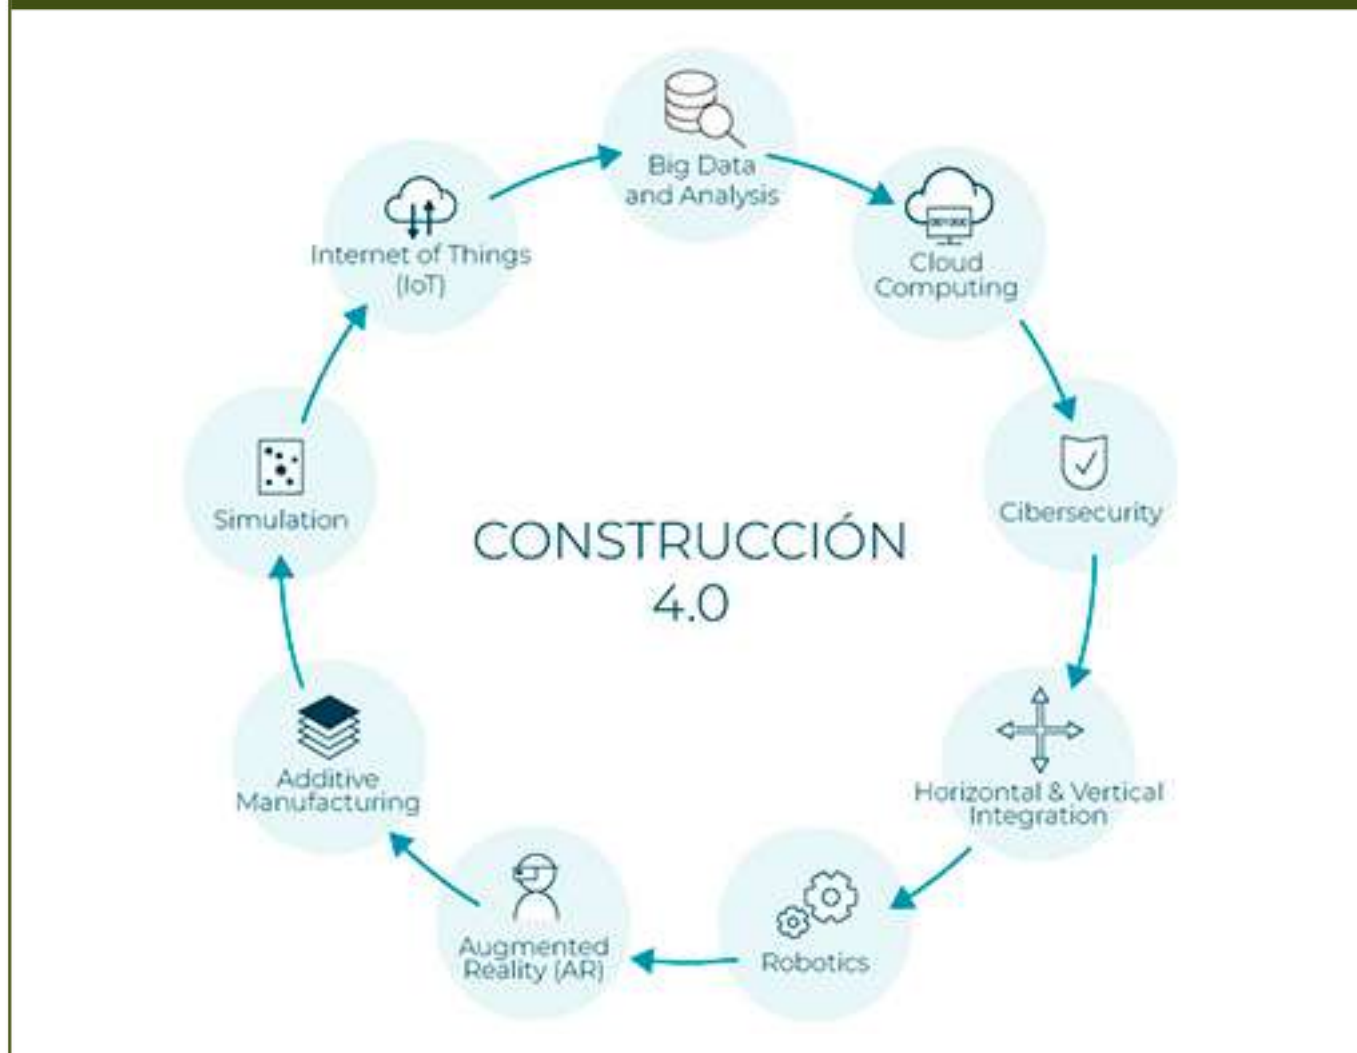 Big Data
and Analysis
Cloud
Computing
Cibersecurity
Horizontal & Vertical
Integration
Robotics
Augmented
Reality (AR)
Additive
Manufacturing
Simulation
Internet of Things
(IoT)
CONSTRUCCIÓN
4.0